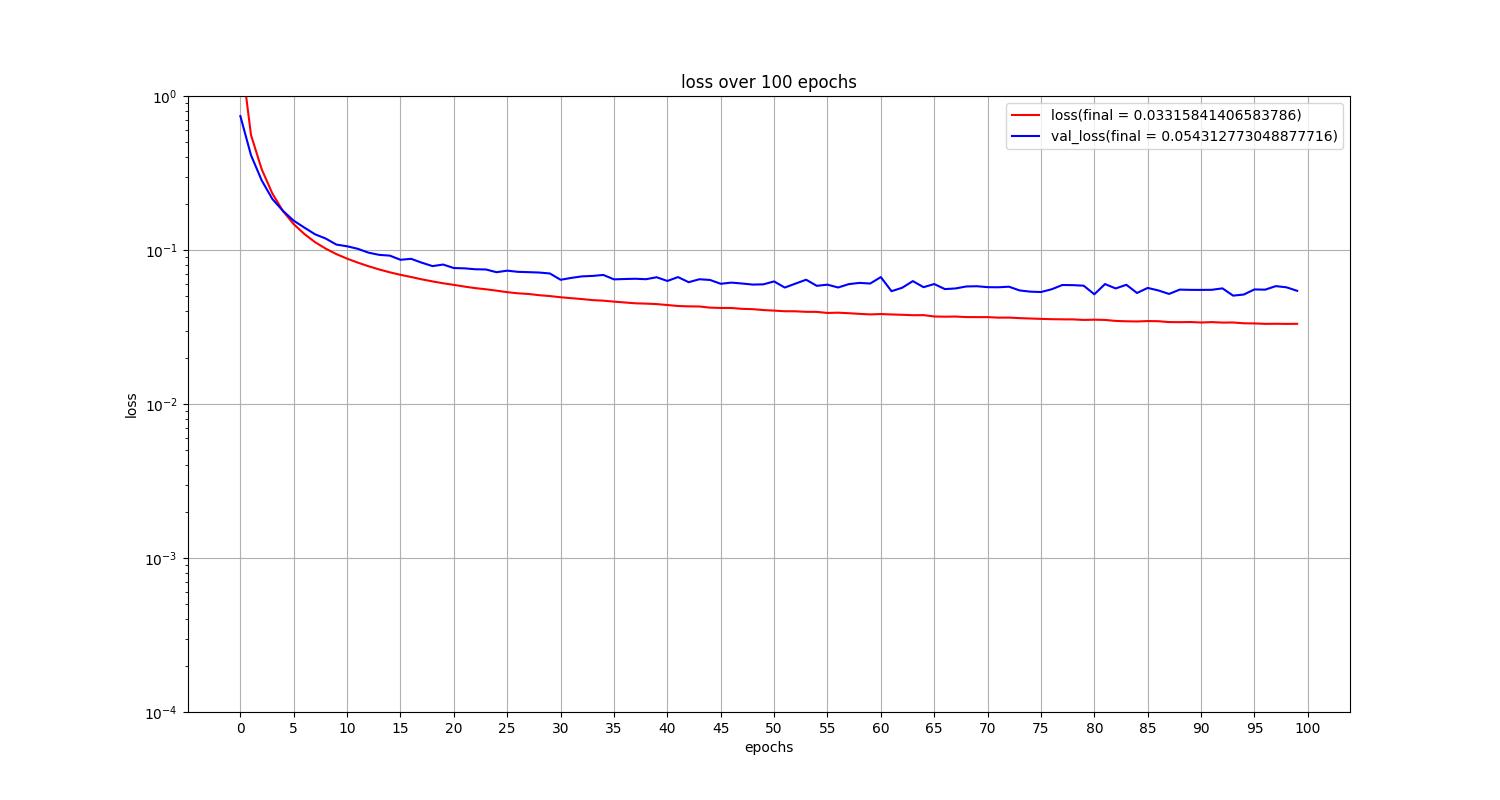 loss over 100 epochs
loss(final = 0.03315841406583786)
val_loss(final = 0.054312773048877716)
10⁰
10⁻¹
10⁻²
10⁻³
10⁻⁴
loss
0 5 10 15 20 25 30 35 40 45 50 55 60 65 70 75 80 85 90 95 100
epochs